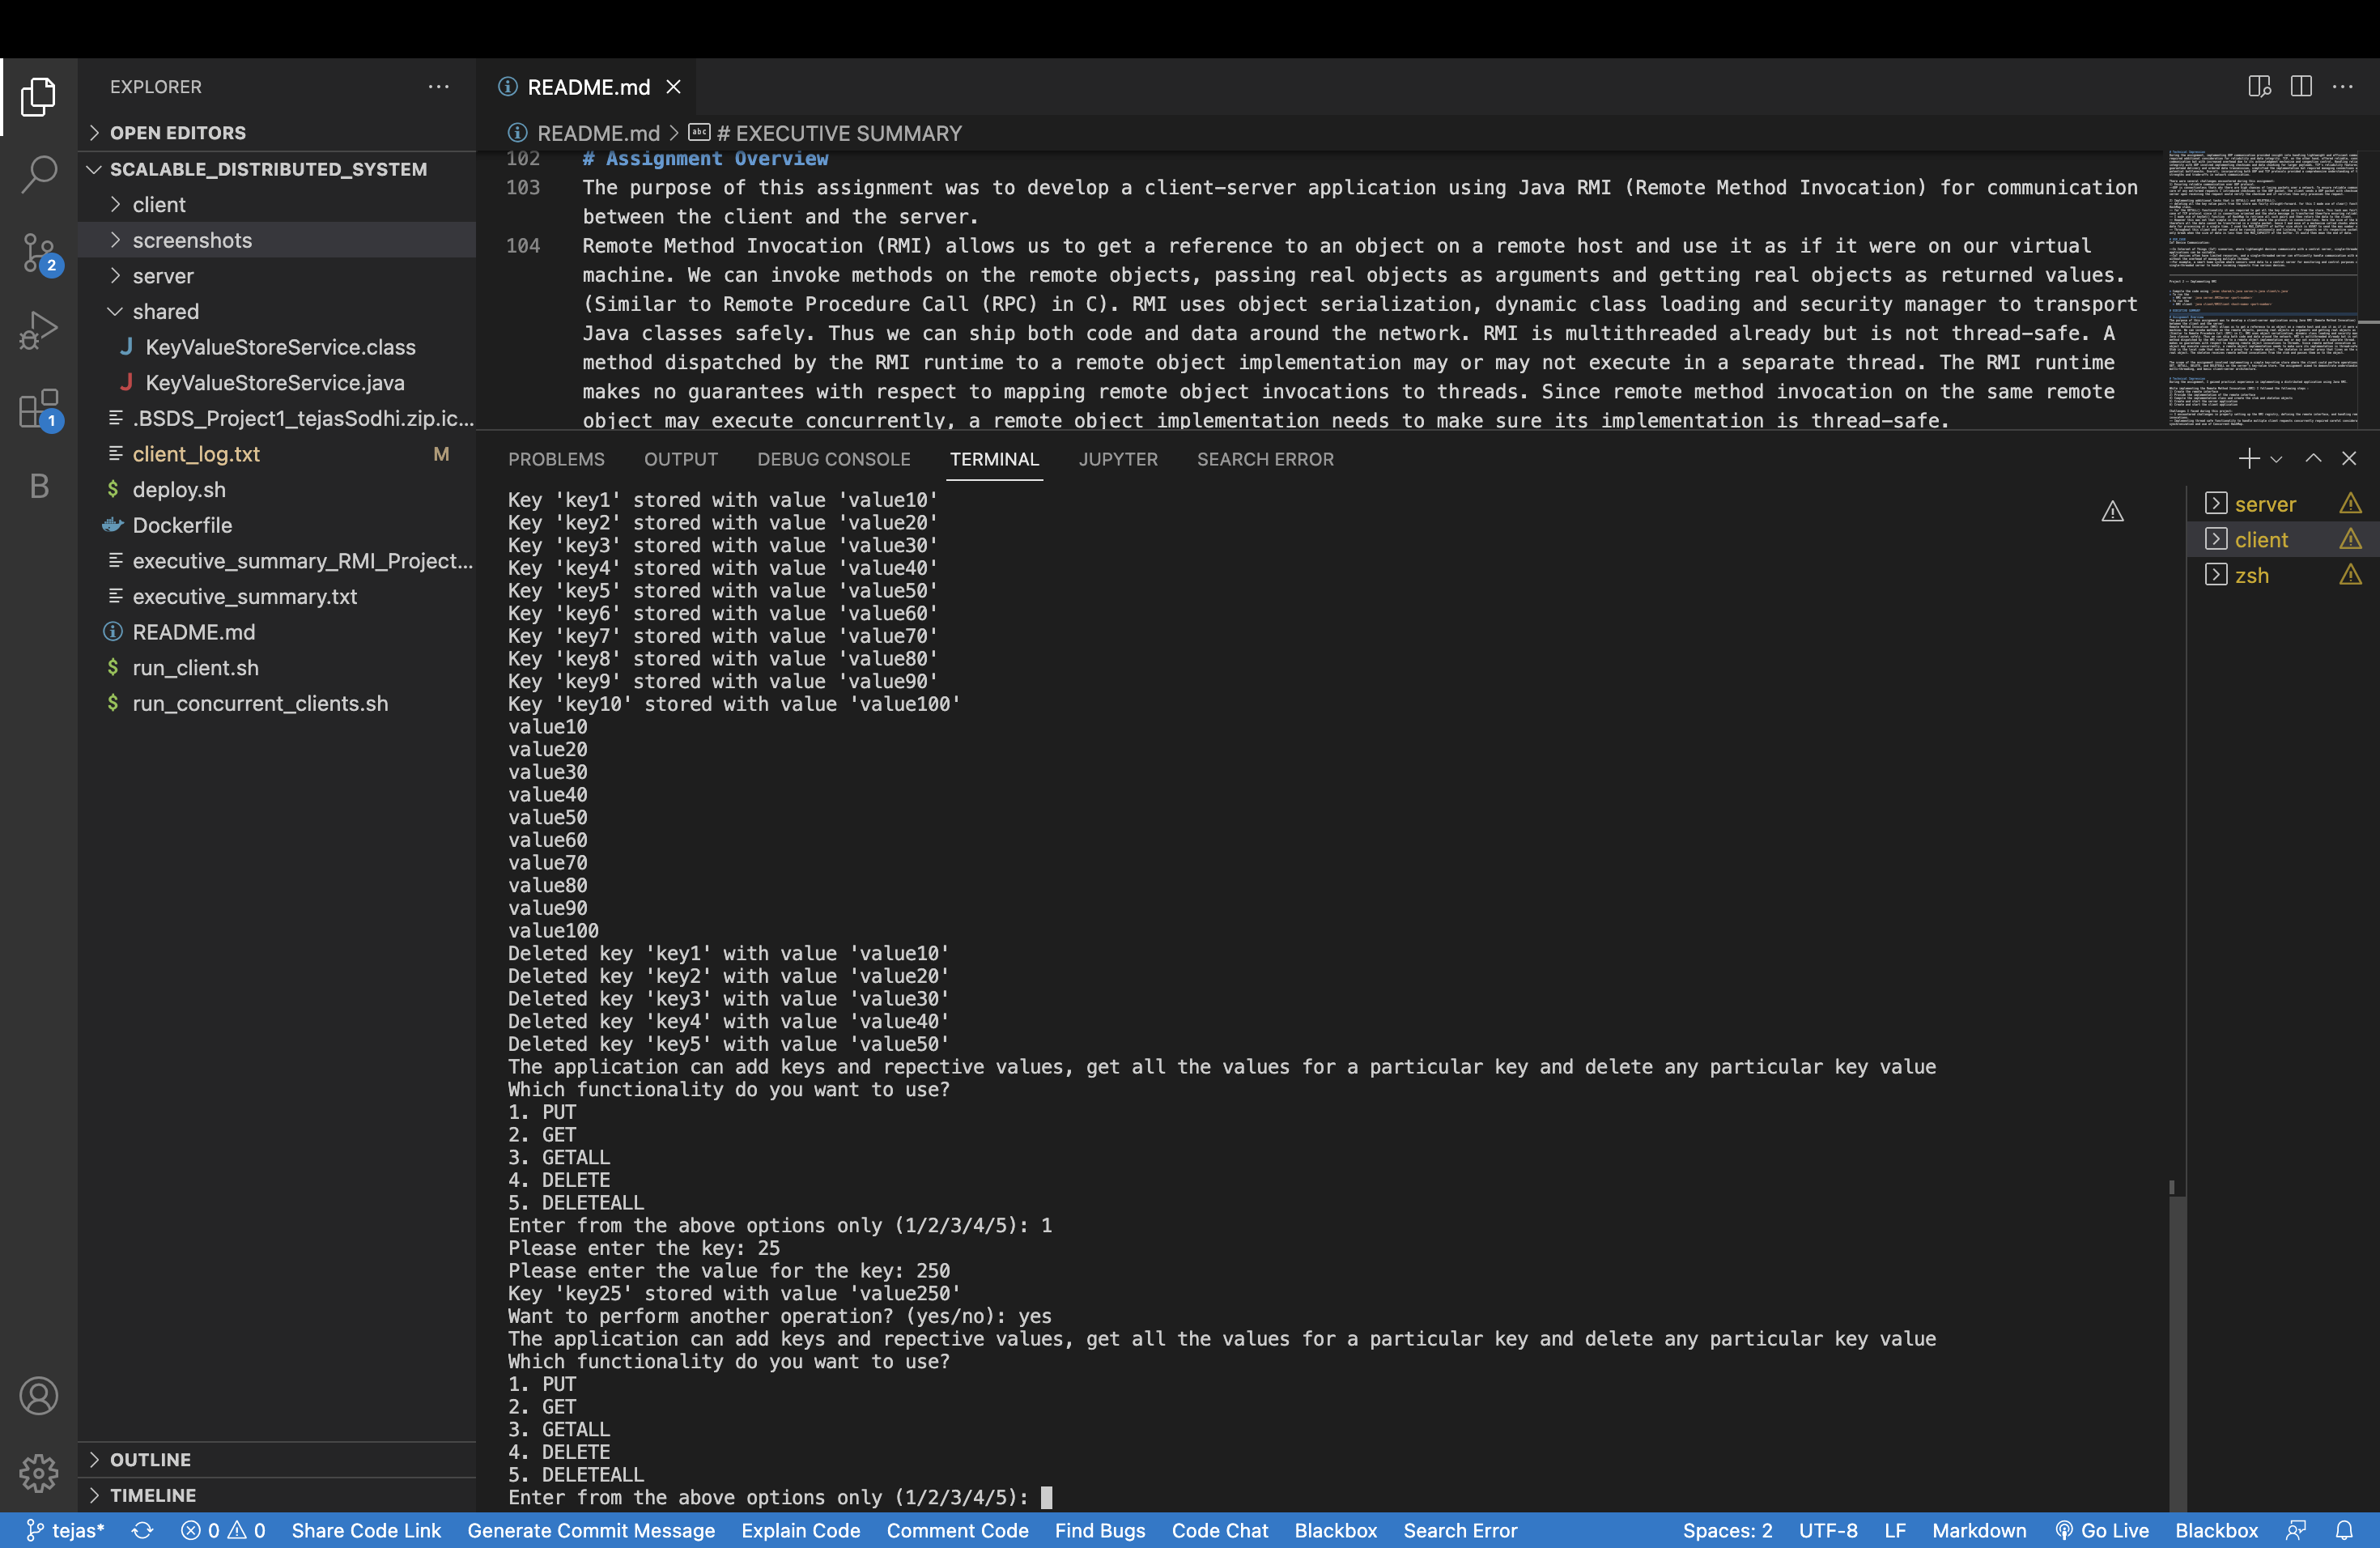 EXPLORER
OPEN EDITORS
SCALABLE_DISTRIBUTED_SYSTEM
client
screenshots
server
shared
J KeyValueStoreService.class
J KeyValueStoreService.java
.BSDS_Project1_tejasSodhi.zip.ic...
client_log.txt M
$ deploy.sh
Dockerfile
executive_summary_RMI_Project...
executive_summary.txt
README.md
$ run_client.sh
$ run_concurrent_clients.sh
OUTLINE
TIMELINE
2
1
B
README.md
README.md > abc # EXECUTIVE SUMMARY
102 # Assignment Overview
103 The purpose of this assignment was to develop a client-server application using Java RMI (Remote Method Invocation) for communication
between the client and the server.
104 Remote Method Invocation (RMI) allows us to get a reference to an object on a remote host and use it as if it were on our virtual
machine. We can invoke methods on the remote objects, passing real objects as arguments and getting real objects as returned values.
(Similar to Remote Procedure Call (RPC) in C). RMI uses object serialization, dynamic class loading and security manager to transport
Java classes safely. Thus we can ship both code and data around the network. RMI is multithreaded already but is not thread-safe. A
method dispatched by the RMI runtime to a remote object implementation may or may not execute in a separate thread. The RMI runtime
makes no guarantees with respect to mapping remote object invocations to threads. Since remote method invocation on the same remote
object may execute concurrently, a remote object implementation needs to make sure its implementation is thread-safe.
PROBLEMS OUTPUT DEBUG CONSOLE TERMINAL JUPYTER SEARCH ERROR
Key 'key1' stored with value 'value10'
Key 'key2' stored with value 'value20'
Key 'key3' stored with value 'value30'
Key 'key4' stored with value 'value40'
Key 'key5' stored with value 'value50'
Key 'key6' stored with value 'value60'
Key 'key7' stored with value 'value70'
Key 'key8' stored with value 'value80'
Key 'key9' stored with value 'value90'
Key 'key10' stored with value 'value100'
value10
value20
value30
value40
value50
value60
value70
value80
value90
value100
Deleted key 'key1' with value 'value10'
Deleted key 'key2' with value 'value20'
Deleted key 'key3' with value 'value30'
Deleted key 'key4' with value 'value40'
Deleted key 'key5' with value 'value50'
The application can add keys and repective values, get all the values for a particular key and delete any particular key value
Which functionality do you want to use?
1. PUT
2. GET
3. GETALL
4. DELETE
5. DELETEALL
Enter from the above options only (1/2/3/4/5): 1
Please enter the key: 25
Please enter the value for the key: 250
Key 'key25' stored with value 'value250'
Want to perform another operation? (yes/no): yes
The application can add keys and repective values, get all the values for a particular key and delete any particular key value
Which functionality do you want to use?
1. PUT
2. GET
3. GETALL
4. DELETE
5. DELETEALL
Enter from the above options only (1/2/3/4/5):
server
client
zsh
tejas* 0 0 Share Code Link Generate Commit Message Explain Code Comment Code Find Bugs Code Chat Blackbox Search Error Spaces: 2 UTF-8 LF Markdown Go Live Blackbox